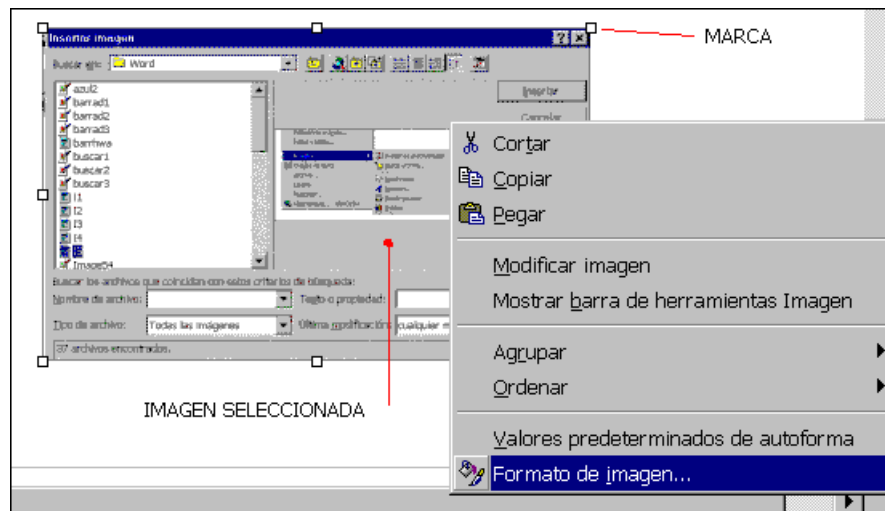 Insertar imagen
MARCA
Buscar en: Word
azul2
barrad1
barrad2
barrad3
barrhwa
buscar1
buscar2
buscar3
I1
I2
I3
I4
Image54
Insertar
Cancelar
Cortar
Copiar
Pegar
Modificar imagen
Mostrar barra de herramientas Imagen
Agrupar
Ordenar
Valores predeterminados de autoforma
Formato de imagen...
Buscar los archivos que coincidan con estos criterios de búsqueda:
Nombre de archivo:
Texto o propiedad:
Tipo de archivo: Todas las imágenes
Última modificación: cualquier
37 archivos encontrados.
IMAGEN SELECCIONADA